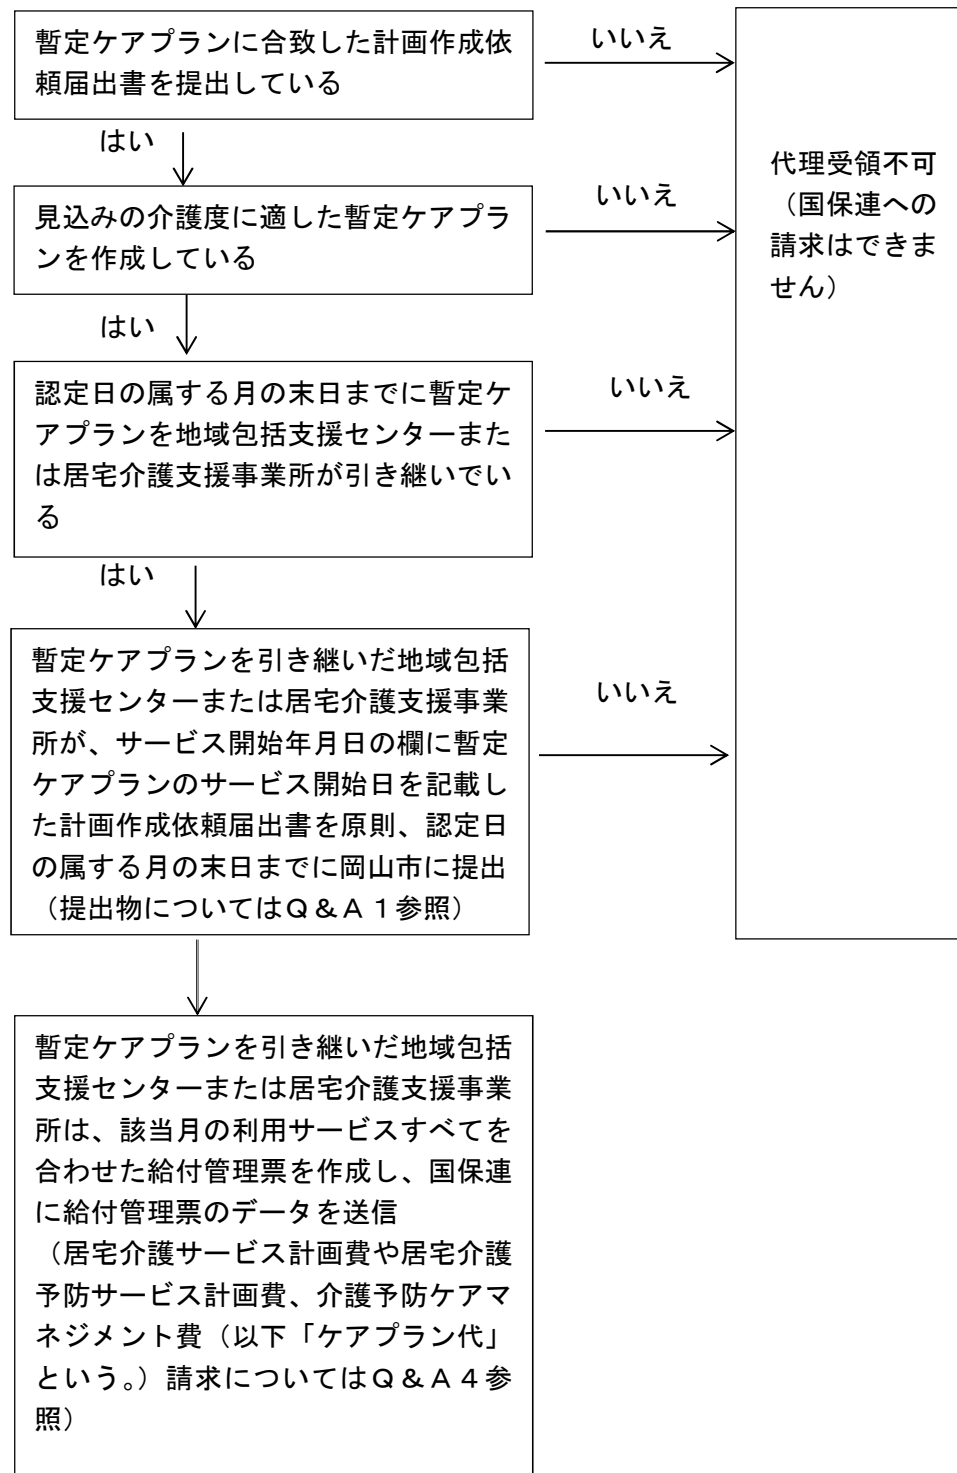 暫定ケアプランに合致した計画作成依
頼届出書を提出している
いいえ
はい
見込みの介護度に適した暫定ケアプラ
ンを作成している
いいえ
はい
認定日の属する月の末日までに暫定ケ
アプランを地域包括支援センターまた
は居宅介護支援事業所が引き継いでい
る
いいえ
はい
暫定ケアプランを引き継いだ地域包括
支援センターまたは居宅介護支援事業
所が、サービス開始年月日の欄に暫定
ケアプランのサービス開始日を記載し
た計画作成依頼届出書を原則、認定日
の属する月の末日までに岡山市に提出
（提出物についてはＱ＆Ａ１参照）
いいえ
代理受領不可
（国保連への
請求はできま
せん）
暫定ケアプランを引き継いだ地域包括
支援センターまたは居宅介護支援事業
所は、該当月の利用サービスすべてを
合わせた給付管理票を作成し、国保連
に給付管理票のデータを送信
（居宅介護サービス計画費や居宅介護
予防サービス計画費、介護予防ケアマ
ネジメント費（以下「ケアプラン代」
という。）請求についてはＱ＆Ａ４参
照）